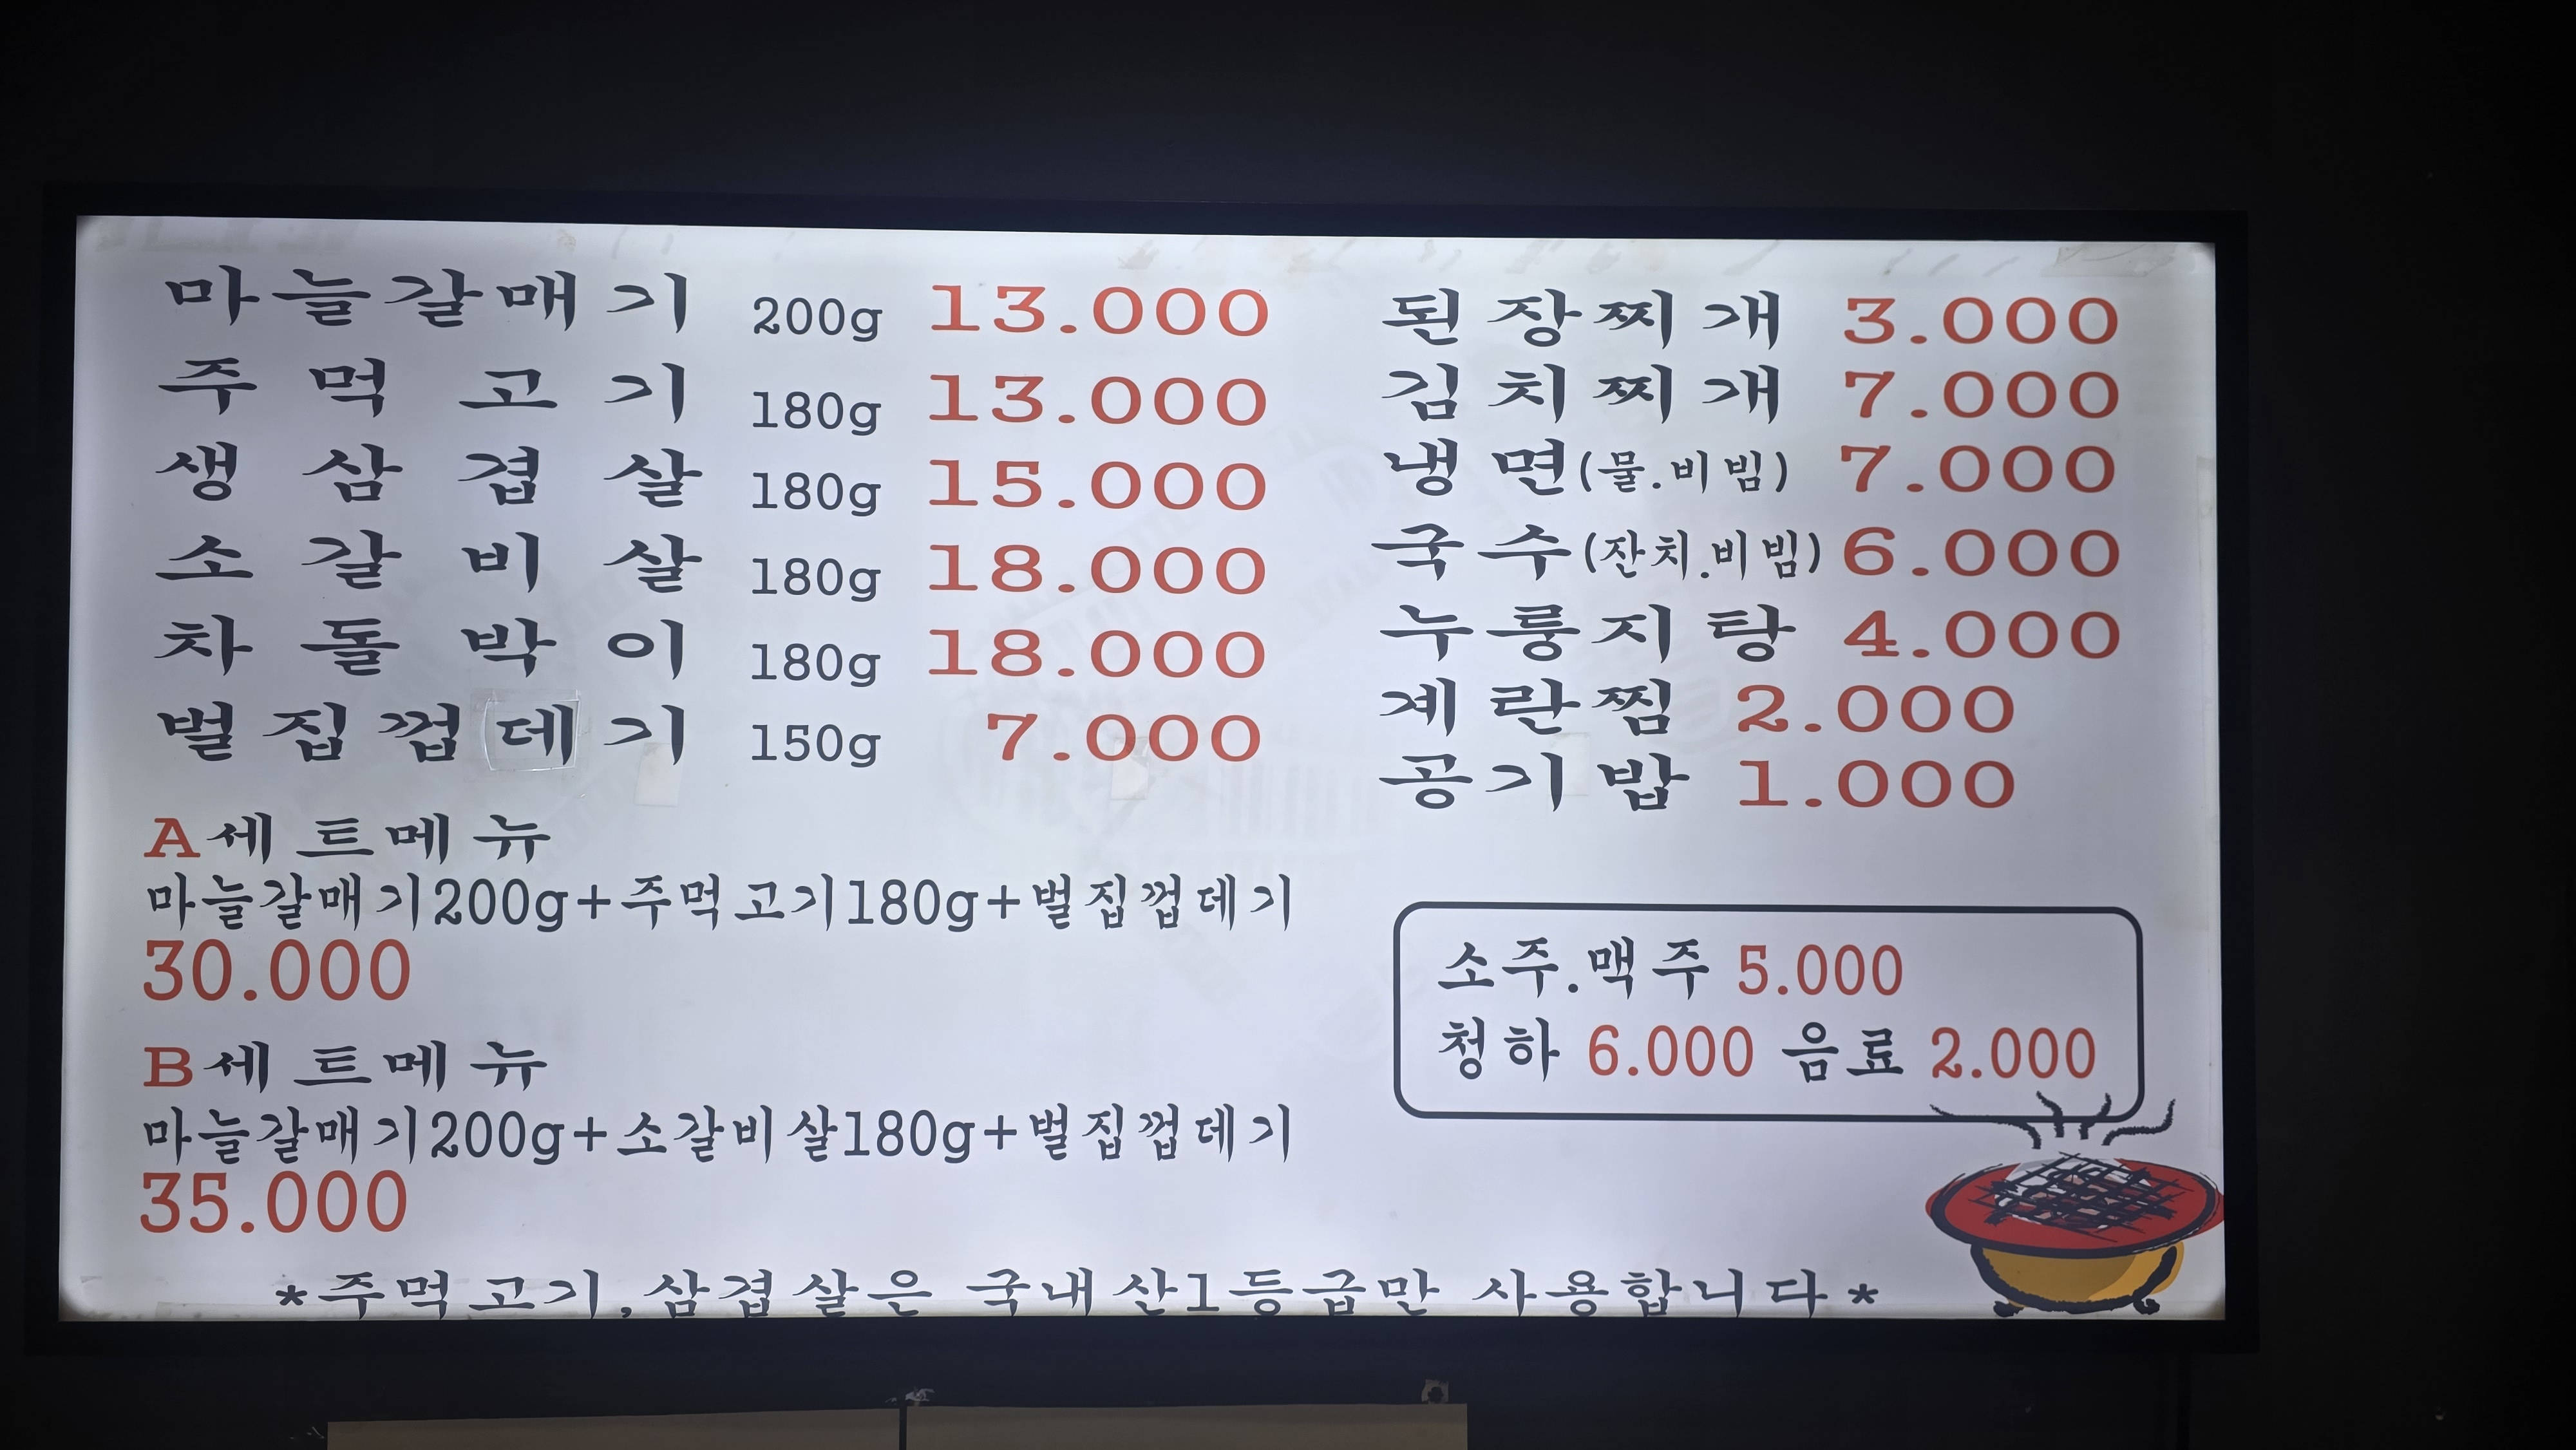 마늘갈매기 200g 13.000
주먹고기 180g 13.000
생삼겹살 180g 15.000
소갈비살 180g 18.000
차돌박이 180g 18.000
벌집껍데기 150g 7.000
A세트메뉴
마늘갈매기200g+주먹고기180g+벌집껍데기
30.000
B세트메뉴
마늘갈매기200g+소갈비살180g+벌집껍데기
35.000
된장찌개 3.000
김치찌개 7.000
냉면(물.비빔) 7.000
국수(잔치.비빔) 6.000
누룽지탕 4.000
계란찜 2.000
공기밥 1.000
소주.맥주 5.000
청하 6.000 음료 2.000
*주먹고기,삼겹살은 국내산1등급만 사용합니다*